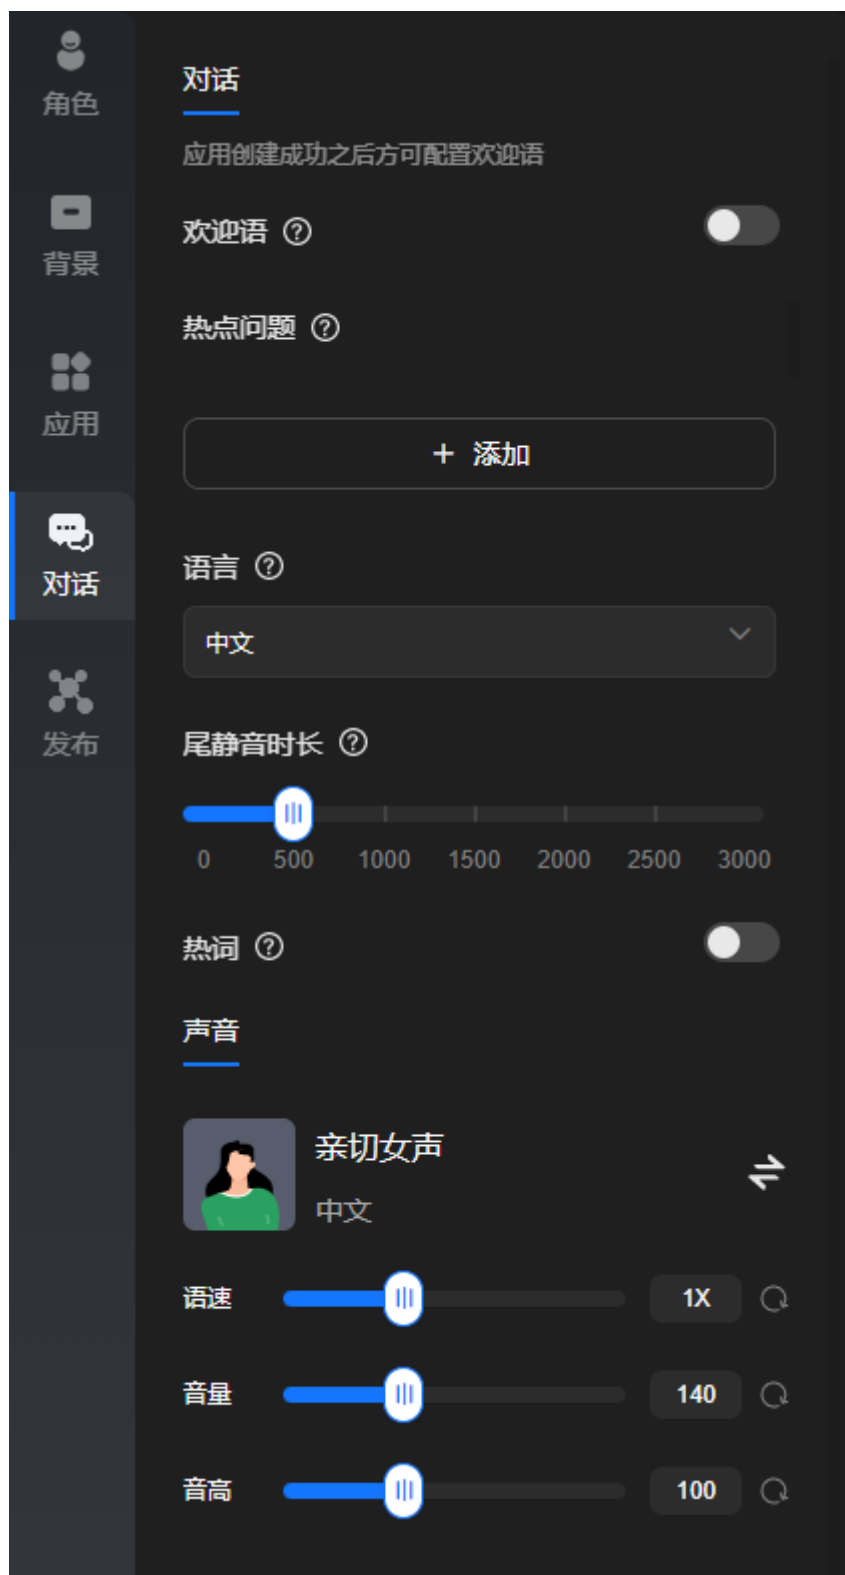 角色
背景
应用
对话
发布
对话
应用创建成功之后方可配置欢迎语
欢迎语
热点问题
+ 添加
语言
中文
尾静音时长
0 500 1000 1500 2000 2500 3000
热词
声音
亲切女声
中文
语速 1X
音量 140
音高 100